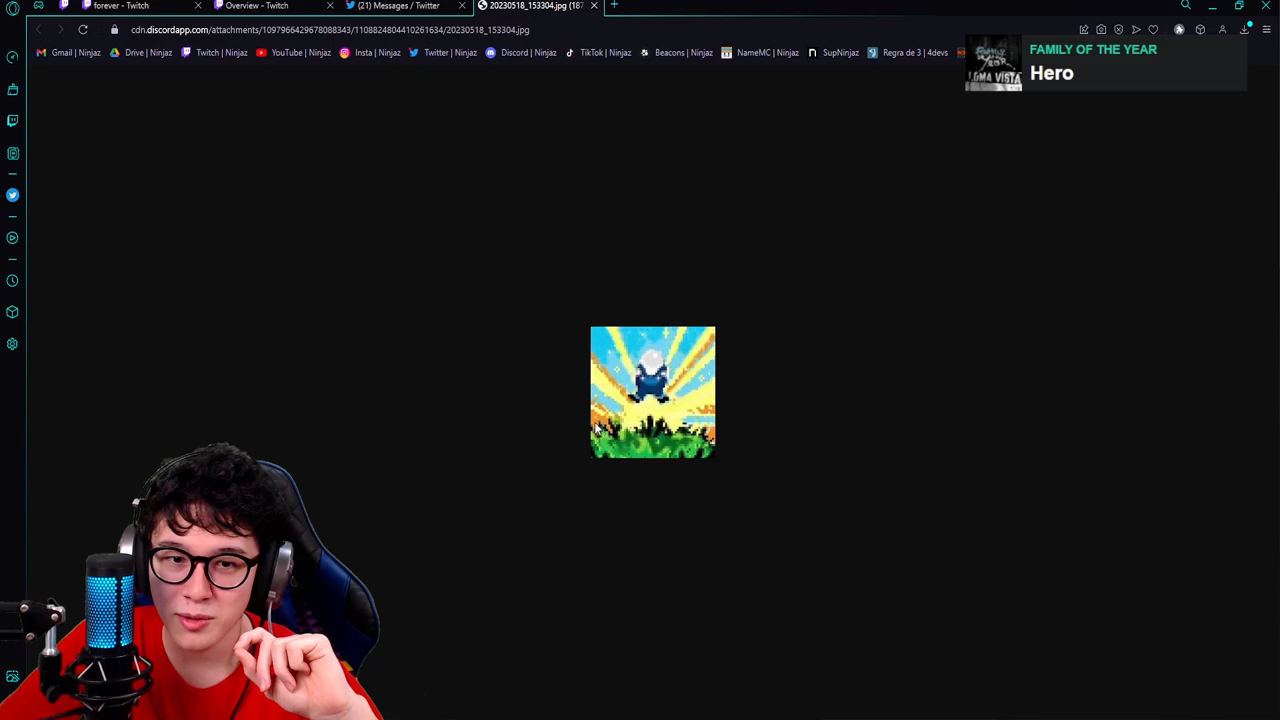 forever - Twitch
Overview - Twitch
(21) Messages / Twitter
20230518_153304.jpg (187
cdn.discordapp.com/attachments/1097966429678088343/1108824804410261634/20230518_153304.jpg
Gmail | Ninjaz
Drive | Ninjaz
Twitch | Ninjaz
YouTube | Ninjaz
Insta | Ninjaz
Twitter | Ninjaz
Discord | Ninjaz
TikTok | Ninjaz
Beacons | Ninjaz
NameMC | Ninjaz
SupNinjaz
Regra de 3 | 4devs
FAMILY OF THE YEAR
Hero
LOMA VISTA